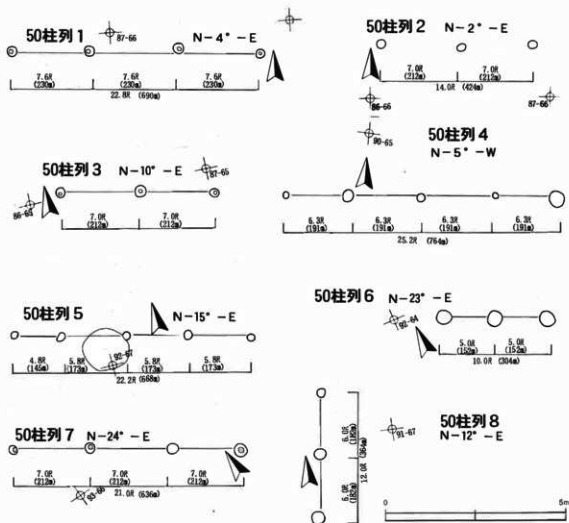 50柱列1 N-4°-E
87-66
7.6R 7.6R 7.6R
(230m) (230m) (230m)
22.8R (690m)
50柱列2 N-2°-E
7.0R 7.0R
(212m) (212m)
14.0R (424m)
86-66 87-66
50柱列3 N-10°-E
87-65
86-65
7.0R 7.0R
(212m) (212m)
90-65
50柱列4
N-5°-W
6.3R 6.3R 6.3R 6.3R
(191m) (191m) (191m) (191m)
25.2R (764m)
50柱列5 N-15°-E
92-67
4.8R 5.8R 5.8R 5.8R
(145m) (173m) (173m) (173m)
22.2R (668m)
50柱列6 N-23°-E
92-64
5.0R 5.0R
(152m) (152m)
10.0R (304m)
50柱列7 N-24°-E
7.0R 7.0R 7.0R
(212m) (212m) (212m)
21.0R (636m)
93-66
6.0R 6.0R
(182m) (182m)
12.0R (364m)
91-67
50柱列8
N-12°-E
0 5m